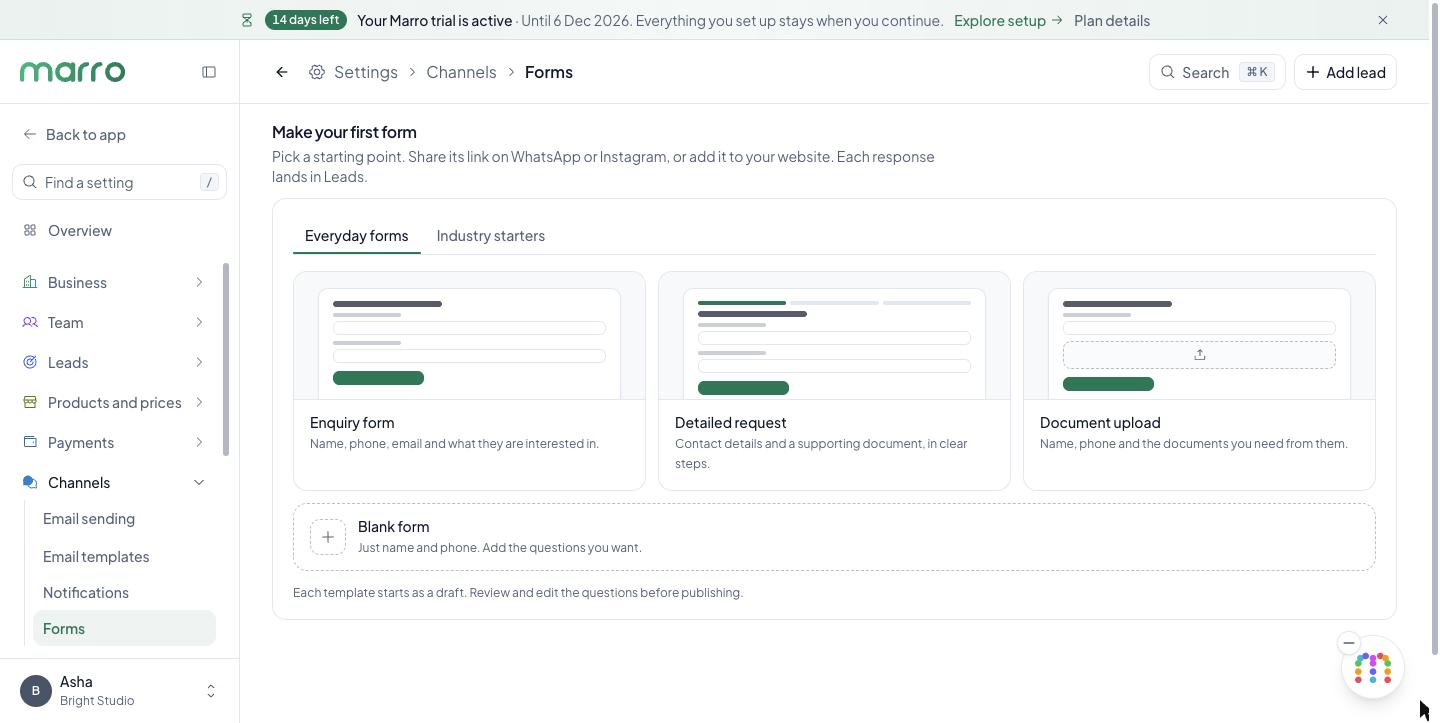 14 days left Your Marro trial is active · Until 6 Dec 2026. Everything you set up stays when you continue. Explore setup → Plan details
marro
Settings > Channels > Forms
Search ⌘ K
Add lead
Back to app
Find a setting /
Overview
Business
Team
Leads
Products and prices
Payments
Channels
Email sending
Email templates
Notifications
Forms
B
Asha
Bright Studio
Make your first form
Pick a starting point. Share its link on WhatsApp or Instagram, or add it to your website. Each response
lands in Leads.
Everyday forms
Industry starters
Enquiry form
Name, phone, email and what they are interested in.
Detailed request
Contact details and a supporting document, in clear
steps.
Document upload
Name, phone and the documents you need from them.
Blank form
Just name and phone. Add the questions you want.
Each template starts as a draft. Review and edit the questions before publishing.